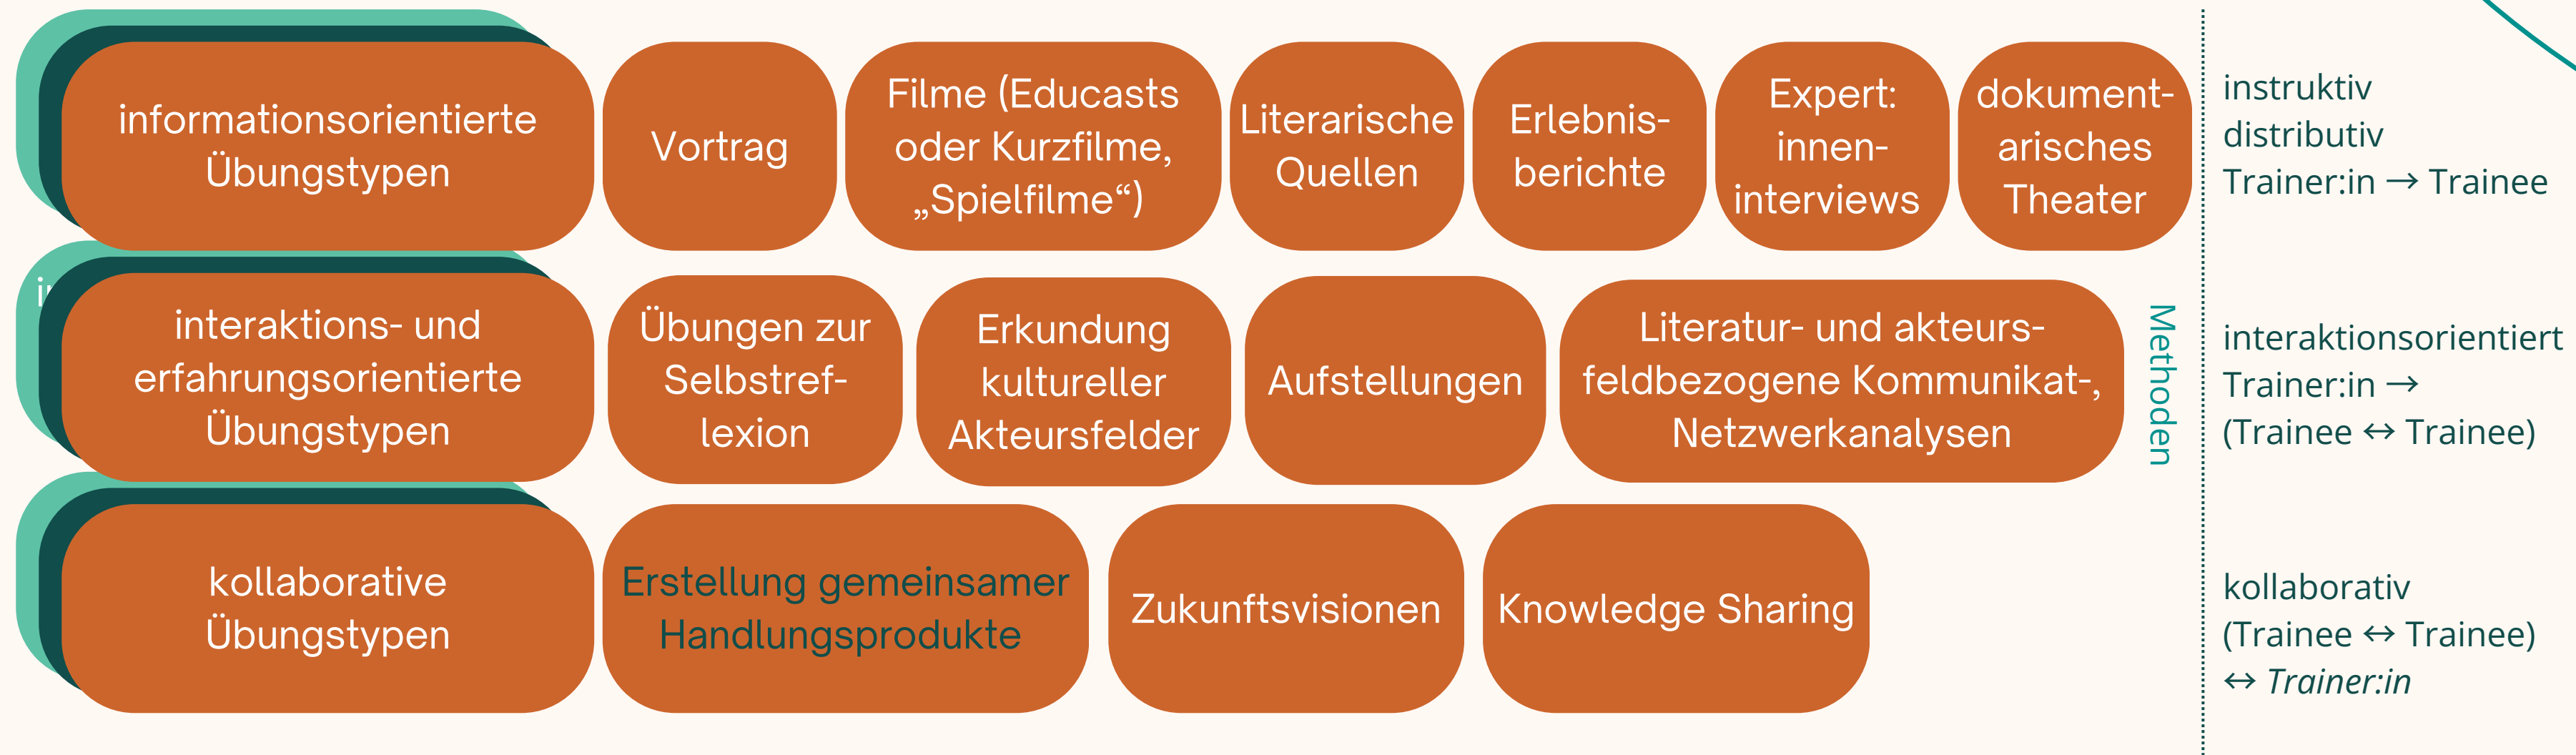 informationsorientierte
Übungstypen
Vortrag
Filme (Educasts
oder Kurzfilme,
„Spielfilme“)
Literarische
Quellen
Erlebnis-
berichte
Expert:
innen-
interviews
dokument-
arisches
Theater
instruktiv
distributiv
Trainer:in → Trainee
interaktions- und
erfahrungsorientierte
Übungstypen
Übungen zur
Selbstref-
lexion
Erkundung
kultureller
Akteursfelder
Aufstellungen
Literatur- und akteurs-
feldbezogene Kommunikat-,
Netzwerkanalysen
Methoden
interaktionsorientiert
Trainer:in →
(Trainee ↔ Trainee)
kollaborative
Übungstypen
Erstellung gemeinsamer
Handlungsprodukte
Zukunftsvisionen
Knowledge Sharing
kollaborativ
(Trainee ↔ Trainee)
↔ Trainer:in